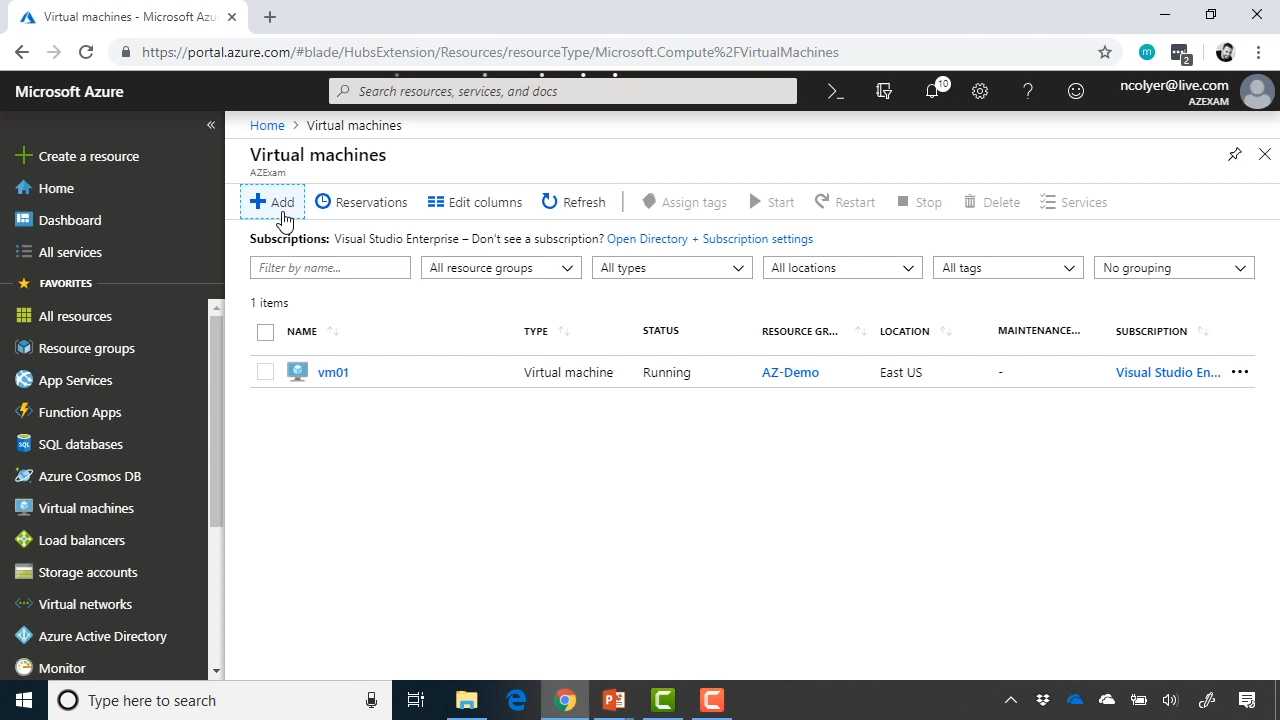 Virtual machines - Microsoft Azu
https://portal.azure.com/#blade/HubsExtension/Resources/resourceType/Microsoft.Compute%2FVirtualMachines
m
2
Microsoft Azure
Search resources, services, and docs
10
ncolyer@live.com
AZEXAM
Create a resource
Home
Dashboard
All services
FAVORITES
All resources
Resource groups
App Services
Function Apps
SQL databases
Azure Cosmos DB
Virtual machines
Load balancers
Storage accounts
Virtual networks
Azure Active Directory
Monitor
Home > Virtual machines
Virtual machines
AZExam
Add Reservations Edit columns Refresh Assign tags Start Restart Stop Delete Services
Subscriptions: Visual Studio Enterprise – Don't see a subscription? Open Directory + Subscription settings
Filter by name... All resource groups All types All locations All tags No grouping
1 items
NAME TYPE STATUS RESOURCE GR... LOCATION MAINTENANCE... SUBSCRIPTION
vm01 Virtual machine Running AZ-Demo East US - Visual Studio En... •••
Type here to search